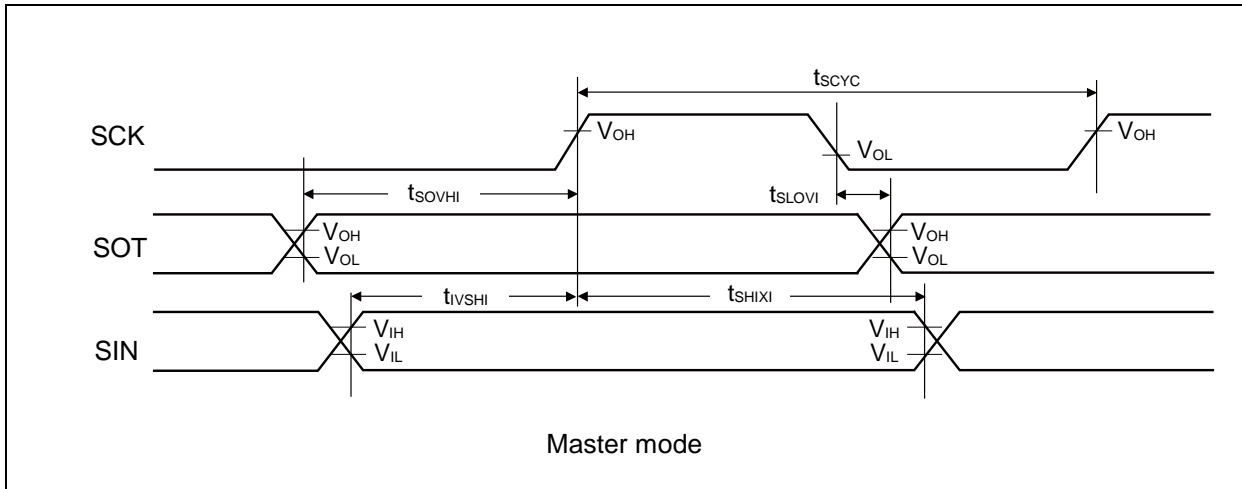 tSCYC
SCK
VOH
VOL
VOH
tSOVHI
tSLOVI
SOT
VOH
VOL
VOH
VOL
tIVSHI
tSHIXI
SIN
VIH
VIL
VIH
VIL
Master mode